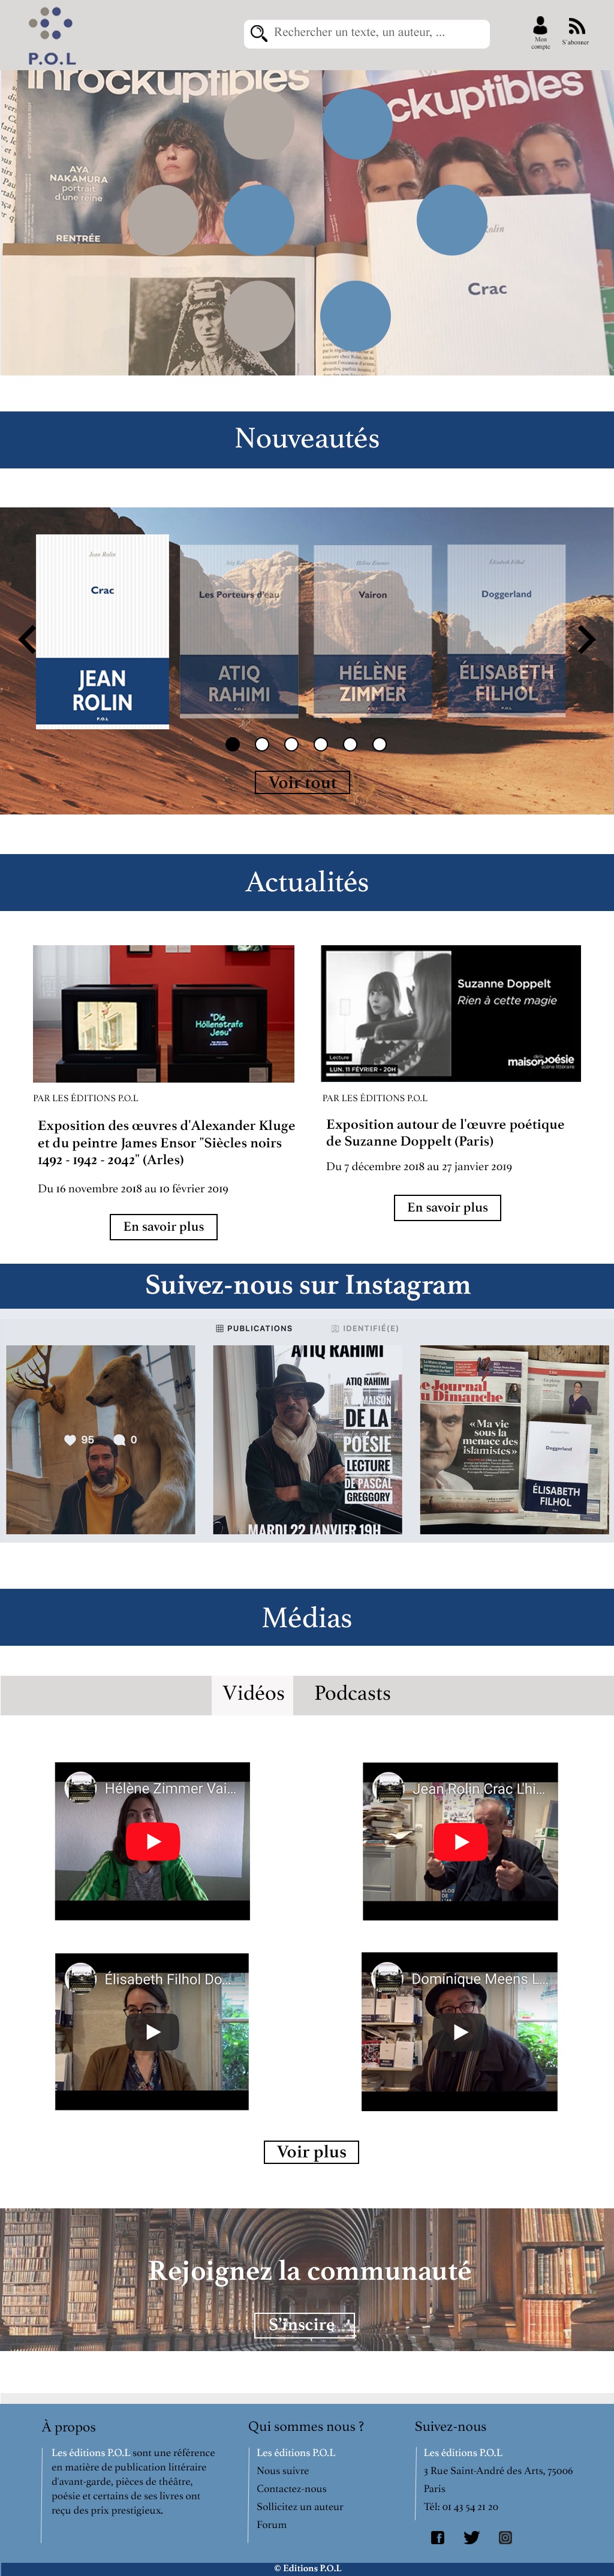 P.O.L
Rechercher un texte, un auteur, ...
Mon
compte
S'abonner
inrockuptibles
ckuptibles
AYA
NAKAMURA
portrait
d'une reine
RENTRÉE
olin
Crac
Nouveautés
Jean Rolin
Crac
JEAN
ROLIN
P.O.L
Atiq Rahimi
Les Porteurs d'eau
ATIQ
RAHIMI
P.O.L
Hélène Zimmer
Vairon
HÉLÈNE
ZIMMER
P.O.L
Élisabeth Filhol
Doggerland
ÉLISABETH
FILHOL
P.O.L
Voir tout
Actualités
"Die
Höllenstrafe
Jesu"
PAR LES ÉDITIONS P.O.L
Exposition des œuvres d'Alexander Kluge
et du peintre James Ensor "Siècles noirs
1492 - 1942 - 2042" (Arles)
Du 16 novembre 2018 au 10 février 2019
En savoir plus
Suzanne Doppelt
Rien à cette magie
Lecture
LUN. 11 FÉVRIER - 20H
maison de la poésie
scène littéraire
PAR LES ÉDITIONS P.O.L
Exposition autour de l'œuvre poétique
de Suzanne Doppelt (Paris)
Du 7 décembre 2018 au 27 janvier 2019
En savoir plus
Suivez-nous sur Instagram
PUBLICATIONS
IDENTIFIÉ(E)
95 0
ATIQ RAHIMI
ATIQ RAHIMI
À LA MAISON
DE LA
POÉSIE
LECTURE
DE PASCAL
GREGGORY
MARDI 22 JANVIER 19H
le Journal
du Dimanche
«Ma vie
sous la
menace des
islamistes»
Doggerland
ÉLISABETH
FILHOL
Médias
Vidéos
Podcasts
Hélène Zimmer Vai...
Jean Rolin Crac L'hi...
Élisabeth Filhol Do...
Dominique Meens L...
Voir plus
Rejoignez la communauté
S'inscire
À propos
Les éditions P.O.L sont une référence
en matière de publication littéraire
d'avant-garde, pièces de théâtre,
poésie et certains de ses livres ont
reçu des prix prestigieux.
Qui sommes nous ?
Les éditions P.O.L
Nous suivre
Contactez-nous
Sollicitez un auteur
Forum
Suivez-nous
Les éditions P.O.L
3 Rue Saint-André des Arts, 75006
Paris
Tél: 01 43 54 21 20
© Editions P.O.L